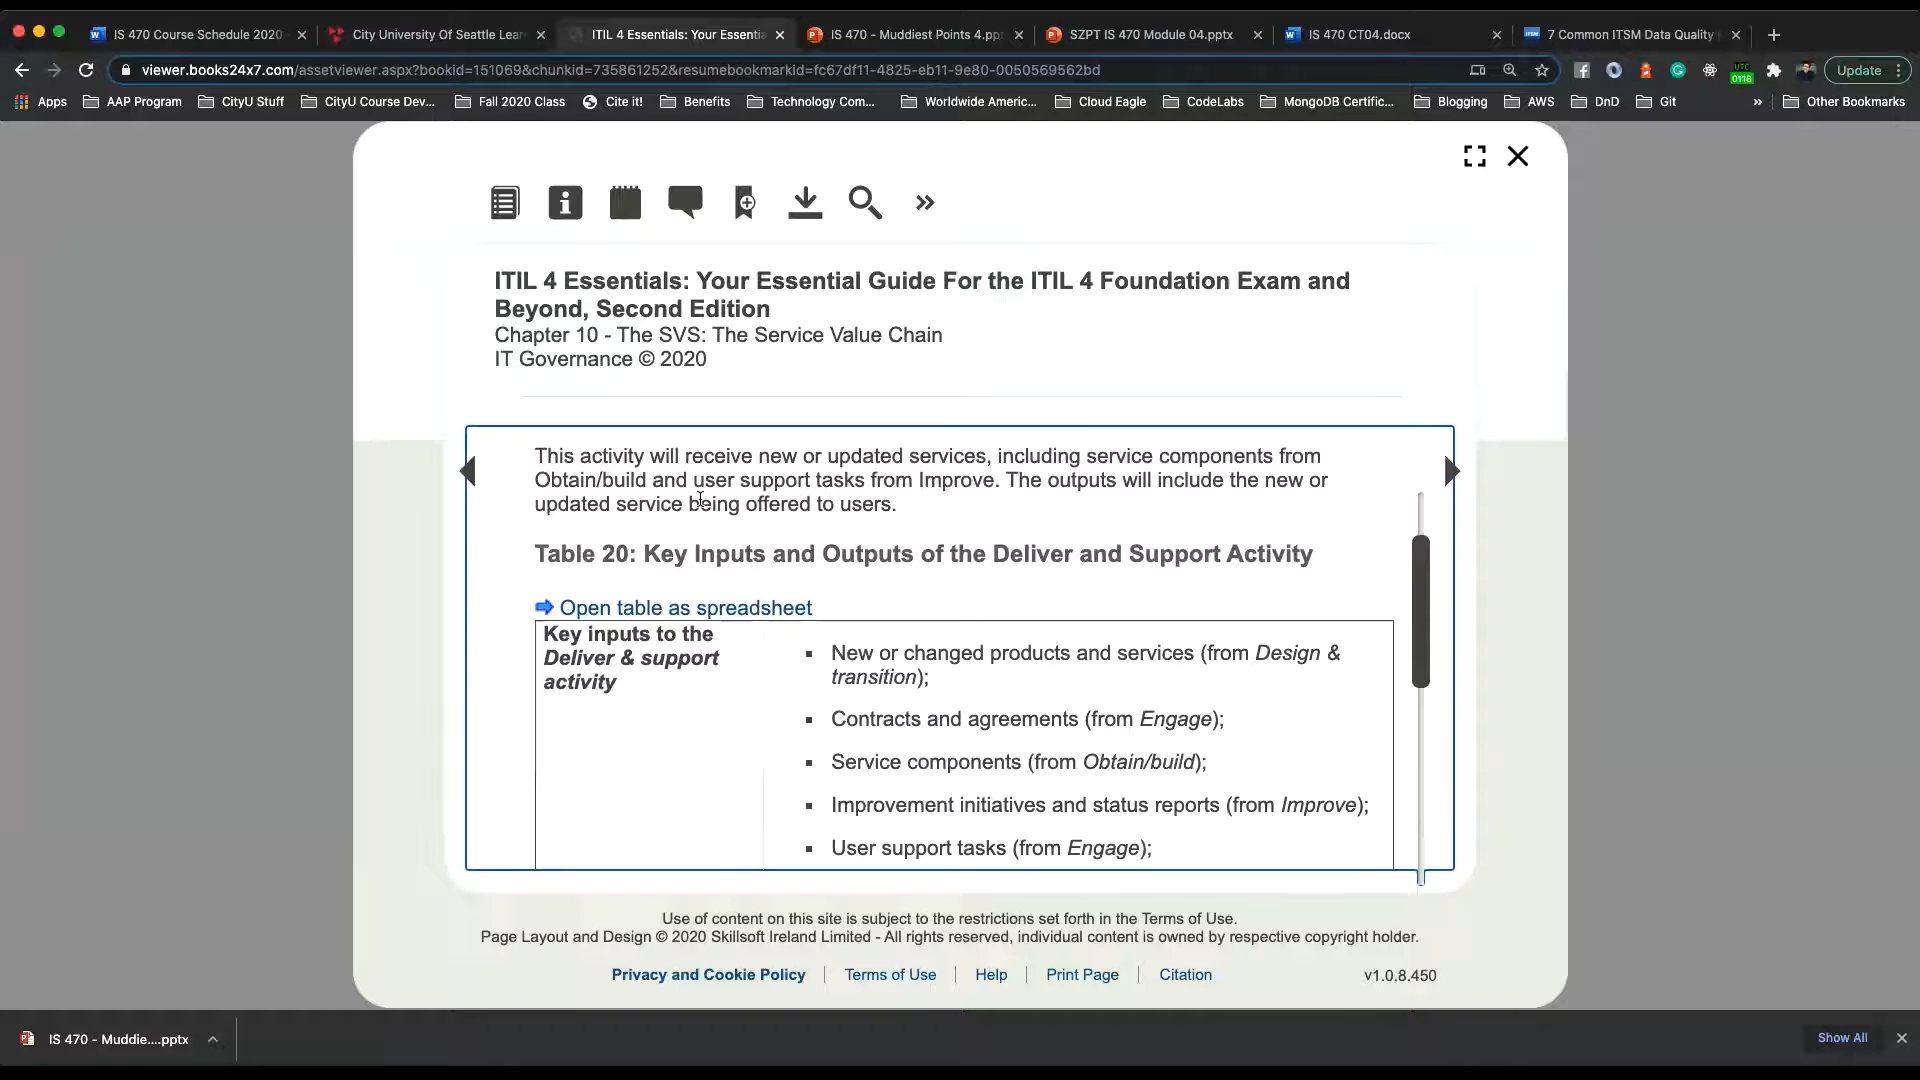 IS 470 Course Schedule 2020
City University Of Seattle Lear
ITIL 4 Essentials: Your Essentia
IS 470 - Muddiest Points 4.pp
SZPT IS 470 Module 04.pptx
IS 470 CT04.docx
7 Common ITSM Data Quality
viewer.books24x7.com/assetviewer.aspx?bookid=151069&chunkid=735861252&resumebookmarkid=fc67df11-4825-eb11-9e80-0050569562bd
UTC
0118
Update
Apps
AAP Program
CityU Stuff
CityU Course Dev...
Fall 2020 Class
Cite it!
Benefits
Technology Com...
Worldwide Americ...
Cloud Eagle
CodeLabs
MongoDB Certific...
Blogging
AWS
DnD
Git
»
Other Bookmarks
ITIL 4 Essentials: Your Essential Guide For the ITIL 4 Foundation Exam and
Beyond, Second Edition
Chapter 10 - The SVS: The Service Value Chain
IT Governance © 2020
This activity will receive new or updated services, including service components from
Obtain/build and user support tasks from Improve. The outputs will include the new or
updated service being offered to users.
Table 20: Key Inputs and Outputs of the Deliver and Support Activity
Open table as spreadsheet
Key inputs to the
Deliver & support
activity
▪ New or changed products and services (from Design &
transition);
▪ Contracts and agreements (from Engage);
▪ Service components (from Obtain/build);
▪ Improvement initiatives and status reports (from Improve);
▪ User support tasks (from Engage);
Use of content on this site is subject to the restrictions set forth in the Terms of Use.
Page Layout and Design © 2020 Skillsoft Ireland Limited - All rights reserved, individual content is owned by respective copyright holder.
Privacy and Cookie Policy | Terms of Use | Help | Print Page | Citation
v1.0.8.450
IS 470 - Muddie....pptx
Show All